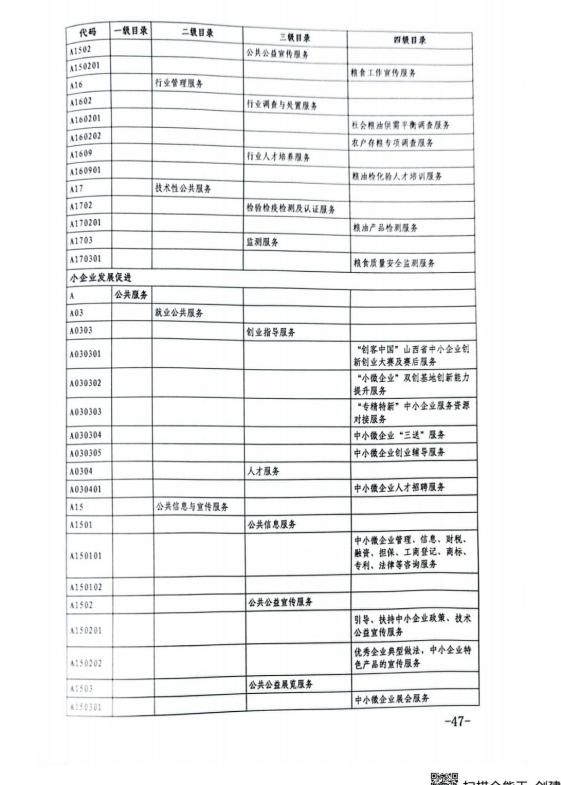 代码 一级目录 二级目录 三级目录 四级目录
A1502 公共公益宣传服务
A150201 粮食工作宣传服务
A16 行业管理服务
A1602 行业调查与处置服务
A160201 社会粮油供需平衡调查服务
A160202 农户存粮专项调查服务
A1609 行业人才培养服务
A160901 粮油检化验人才培训服务
A17 技术性公共服务
A1702 检验检疫检测及认证服务
A170201 粮油产品检测服务
A1703 监测服务
A170301 粮食质量安全监测服务
小企业发展促进
A 公共服务
A03 就业公共服务
A0303 创业指导服务
A030301 “创客中国”山西省中小企业创
新创业大赛及赛后服务
A030302 “小微企业”双创基地创新能力
提升服务
A030303 “专精特新”中小企业服务资源
对接服务
A030304 中小微企业“三送”服务
A030305 中小微企业创业辅导服务
A0304 人才服务
A030401 中小微企业人才招聘服务
A15 公共信息与宣传服务
A1501 公共信息服务
A150101 中小微企业管理、信息、财税、
融资、担保、工商登记、商标、
专利、法律等咨询服务
A150102
A1502 公共公益宣传服务
A150201 引导、扶持中小企业政策、技术
公益宣传服务
A150202 优秀企业典型做法,中小企业特
色产品的宣传服务
A1503 公共公益展览服务
A150301 中小微企业展会服务
-47-